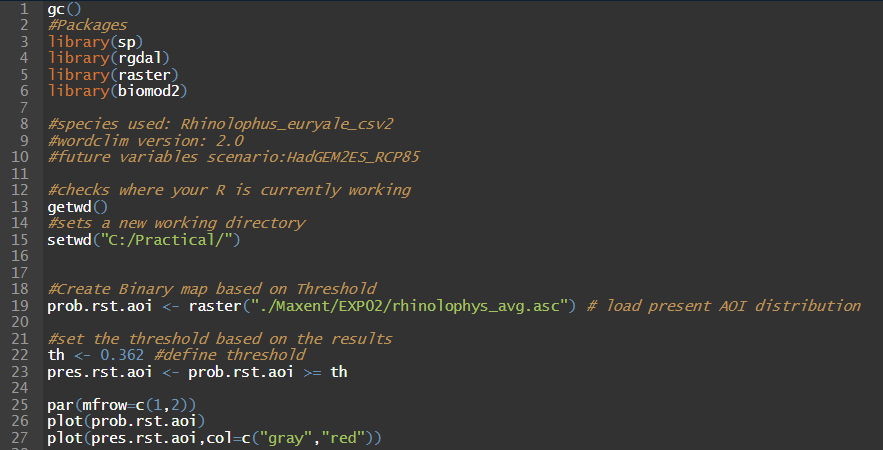 1 gc()
2 #Packages
3 library(sp)
4 library(rgdal)
5 library(raster)
6 library(biomod2)
7
8 #species used: Rhinolophus_euryale_csv2
9 #wordclim version: 2.0
10 #future variables scenario:HadGEM2ES_RCP85
11
12 #checks where your R is currently working
13 getwd()
14 #sets a new working directory
15 setwd("C:/Practical/")
16
17
18 #Create Binary map based on Threshold
19 prob.rst.aoi <- raster("./Maxent/EXP02/rhinolophys_avg.asc") # load present AOI distribution
20
21 #set the threshold based on the results
22 th <- 0.362 #define threshold
23 pres.rst.aoi <- prob.rst.aoi >= th
24
25 par(mfrow=c(1,2))
26 plot(prob.rst.aoi)
27 plot(pres.rst.aoi,col=c("gray","red"))